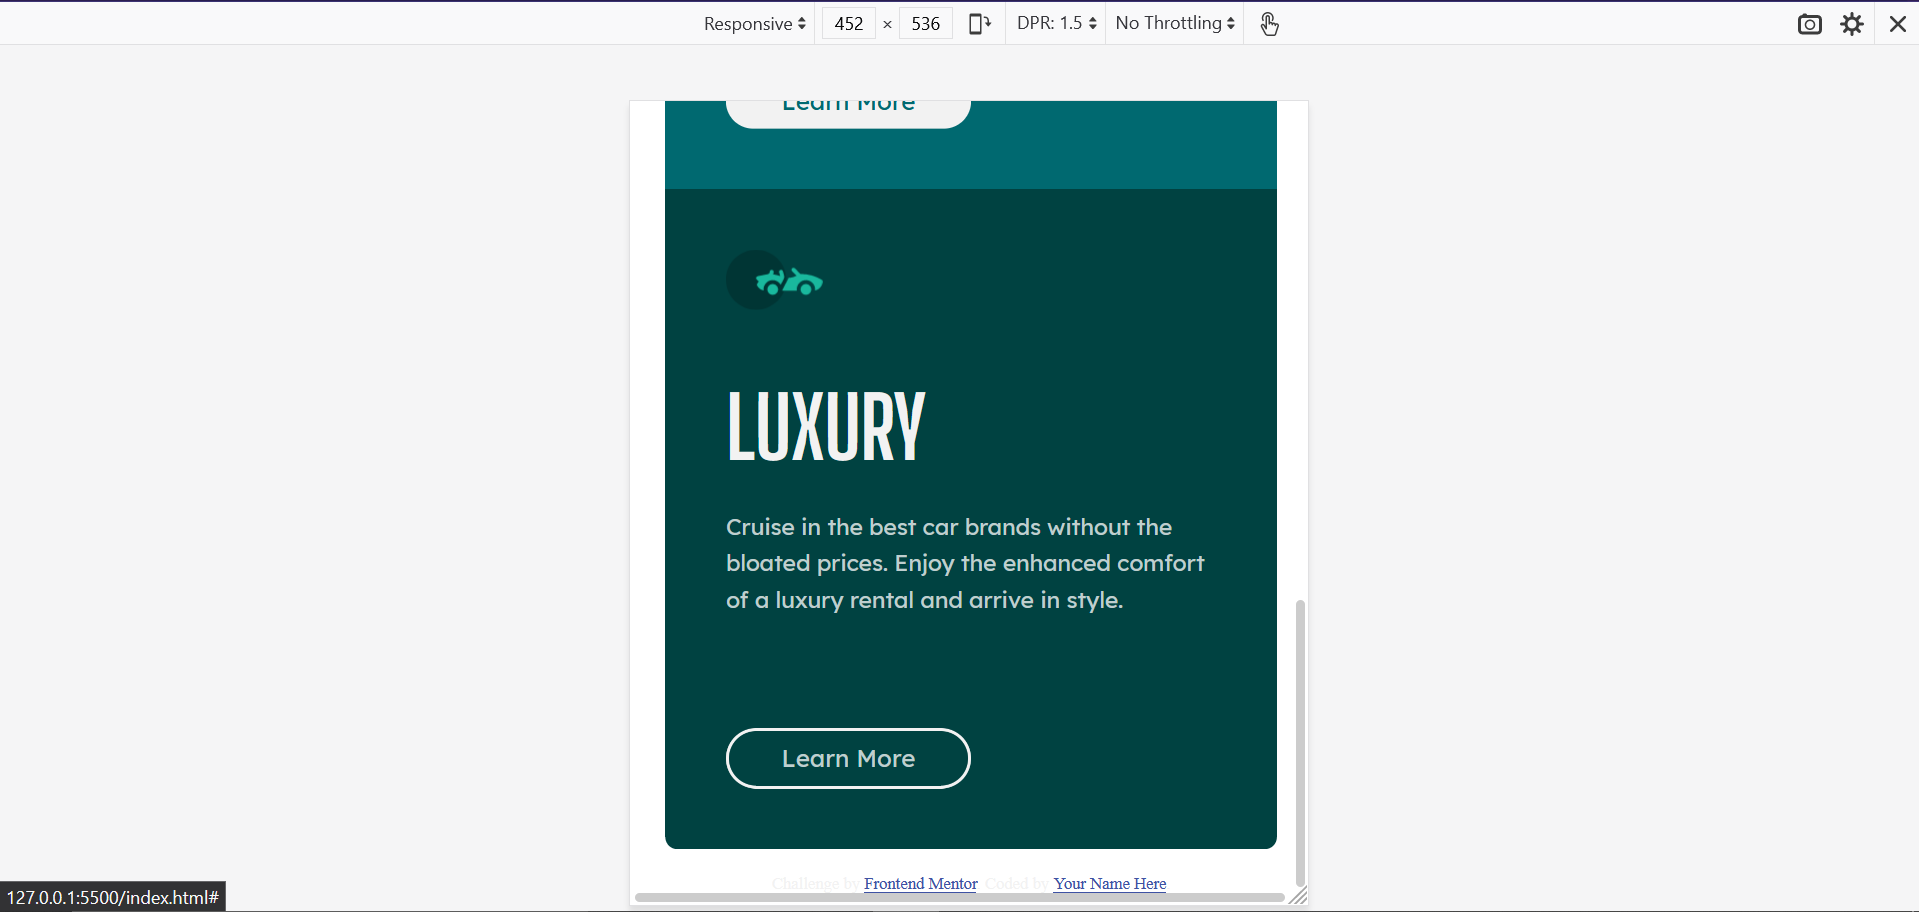 Responsive 452 × 536 DPR: 1.5 No Throttling
Learn More
LUXURY
Cruise in the best car brands without the
bloated prices. Enjoy the enhanced comfort
of a luxury rental and arrive in style.
Learn More
Challenge by Frontend Mentor. Coded by Your Name Here
127.0.0.1:5500/index.html#